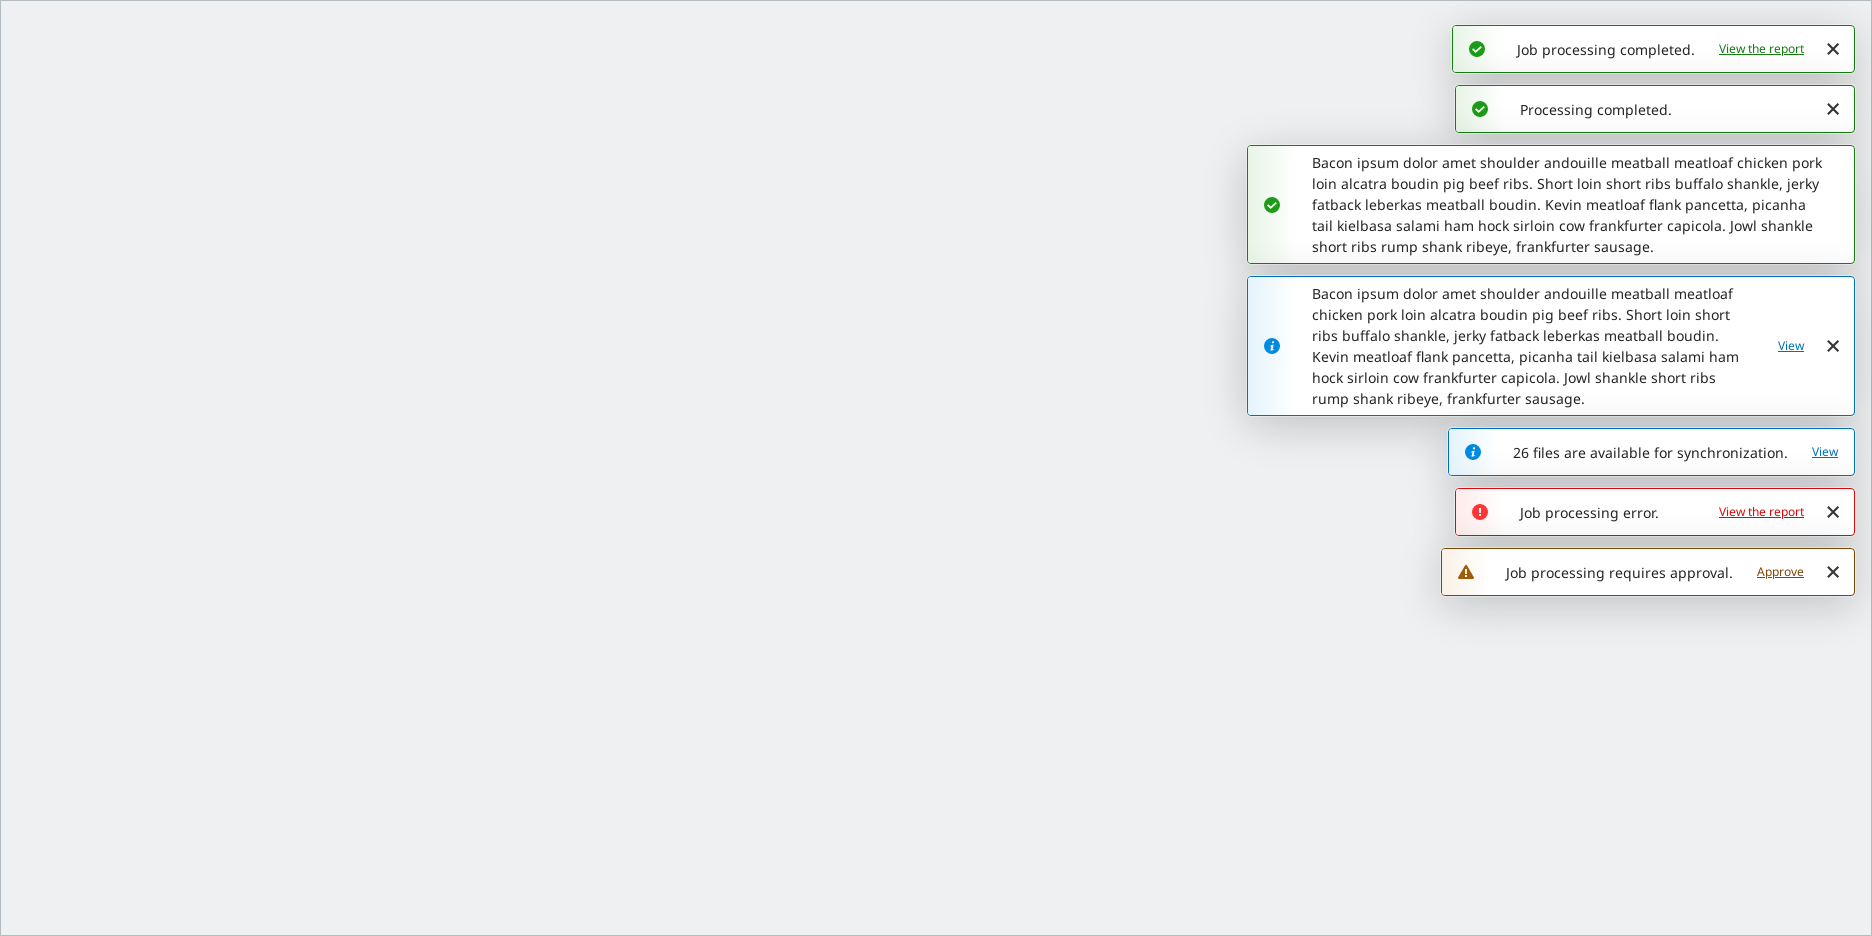 Job processing completed. View the report
Processing completed.
Bacon ipsum dolor amet shoulder andouille meatball meatloaf chicken pork
loin alcatra boudin pig beef ribs. Short loin short ribs buffalo shankle, jerky
fatback leberkas meatball boudin. Kevin meatloaf flank pancetta, picanha
tail kielbasa salami ham hock sirloin cow frankfurter capicola. Jowl shankle
short ribs rump shank ribeye, frankfurter sausage.
Bacon ipsum dolor amet shoulder andouille meatball meatloaf
chicken pork loin alcatra boudin pig beef ribs. Short loin short
ribs buffalo shankle, jerky fatback leberkas meatball boudin.
Kevin meatloaf flank pancetta, picanha tail kielbasa salami ham
hock sirloin cow frankfurter capicola. Jowl shankle short ribs
rump shank ribeye, frankfurter sausage.
View
26 files are available for synchronization. View
Job processing error. View the report
Job processing requires approval. Approve